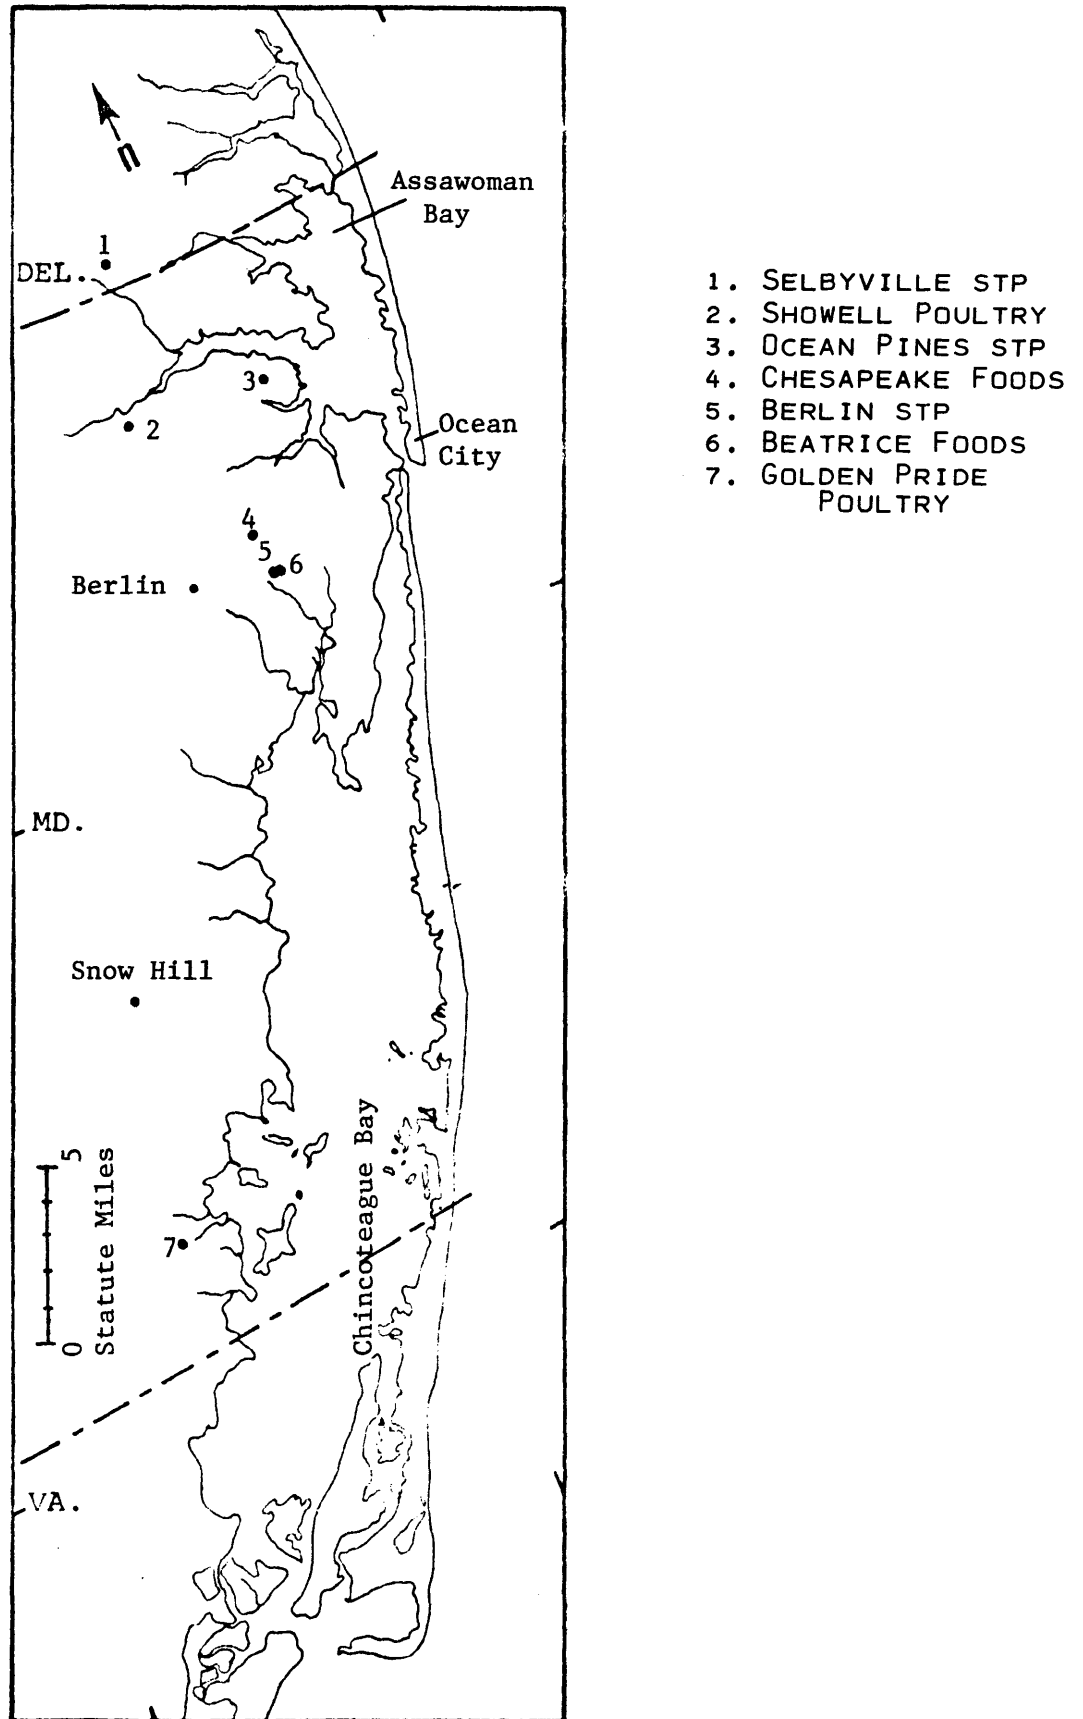 n
Assawoman
Bay
1
DEL.
3
2
Ocean
City
4
5
6
Berlin
MD.
Snow Hill
Chincoteague Bay
5
Statute Miles
0
7
VA.
1. SELBYVILLE STP
2. SHOWELL POULTRY
3. OCEAN PINES STP
4. CHESAPEAKE FOODS
5. BERLIN STP
6. BEATRICE FOODS
7. GOLDEN PRIDE
POULTRY